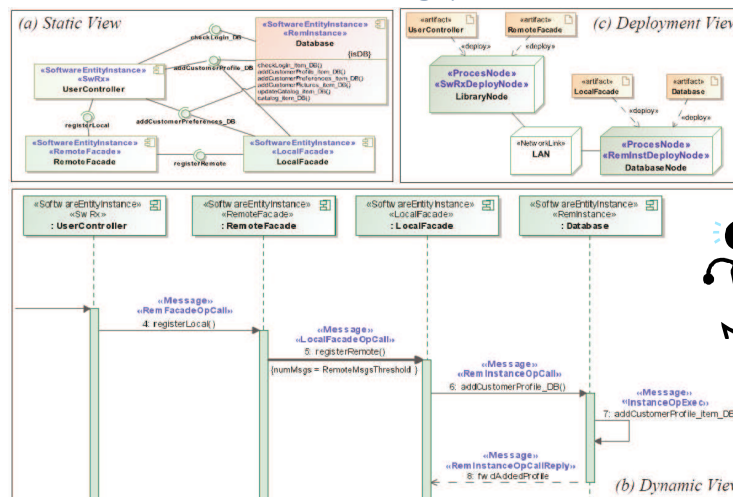 (a) Static View
«SoftwareEntityInstance»
«RemInstance»
Database
{isDB}
checkLogin_item_DB()
addCustomerProfile_item_DB()
addCustomerPreferences_item_DB()
addCustomerPictures_item_DB()
updateCatalog_item_DB()
catalog_item_DB()
checkLogin_DB
addCustomerProfile_DB
«SoftwareEntityInstance»
«SwRx»
UserController
registerLocal
addCustomerPreferences_DB
«SoftwareEntityInstance»
«RemoteFacade»
RemoteFacade
registerRemote
«SoftwareEntityInstance»
«LocalFacade»
LocalFacade
(c) Deployment View
«artifact»
UserController
«artifact»
RemoteFacade
«deploy»
«deploy»
«ProcesNode»
«SwRxDeployNode»
LibraryNode
«artifact»
LocalFacade
«artifact»
Database
«deploy»
«deploy»
«NetworkLink»
LAN
«ProcesNode»
«RemInstDeployNode»
DatabaseNode
«SoftwareEntityInstance»
«Sw Rx»
: UserController
«SoftwareEntityInstance»
«RemoteFacade»
: RemoteFacade
«SoftwareEntityInstance»
«LocalFacade»
: LocalFacade
«SoftwareEntityInstance»
«RemInstance»
: Database
«Message»
«RemFacadeOpCall»
4: registerLocal()
«Message»
«LocalFacadeOpCall»
5: registerRemote()
{numMsgs = RemoteMsgsThreshold }
«Message»
«RemInstanceOpCall»
6: addCustomerProfile_DB()
«Message»
«InstanceOpExec»
7: addCustomerProfile_item_DB
«Message»
«RemInstanceOpCallReply»
8: fwdAddedProfile
(b) Dynamic View